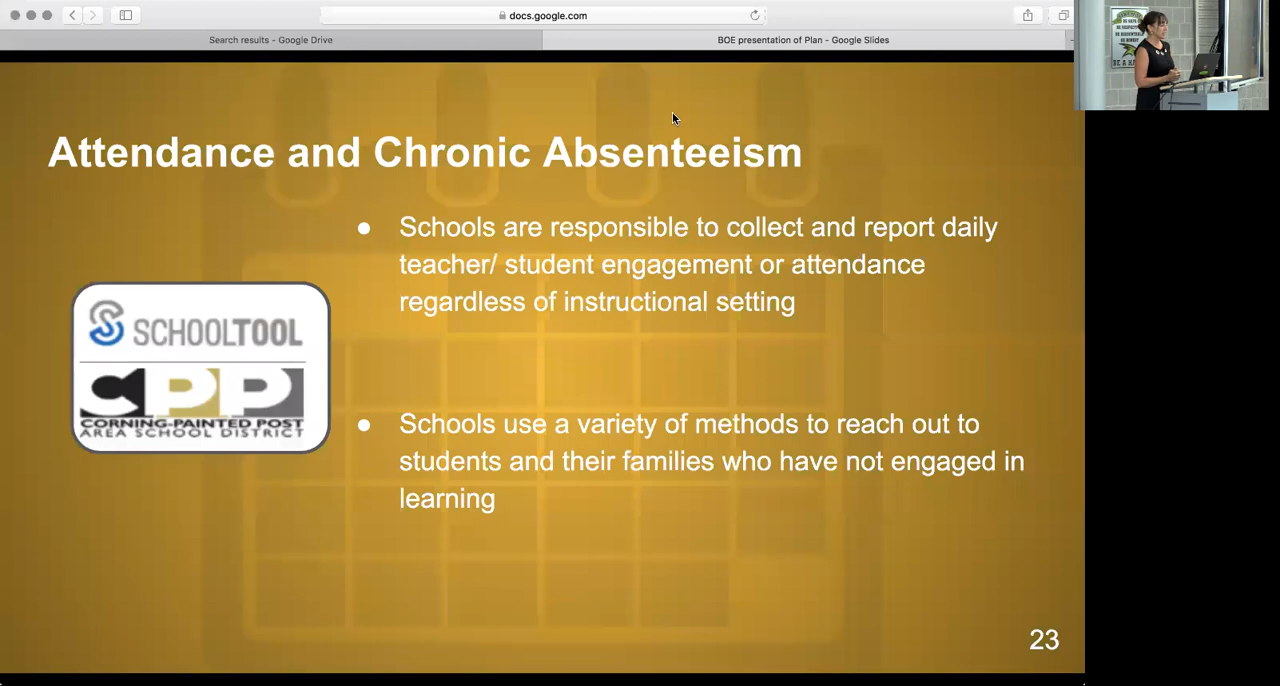 docs.google.com
Search results - Google Drive
BOE presentation of Plan - Google Slides
Attendance and Chronic Absenteeism
● Schools are responsible to collect and report daily
teacher/ student engagement or attendance
regardless of instructional setting
SCHOOLTOOL
CPP
CORNING-PAINTED POST
AREA SCHOOL DISTRICT
● Schools use a variety of methods to reach out to
students and their families who have not engaged in
learning
23